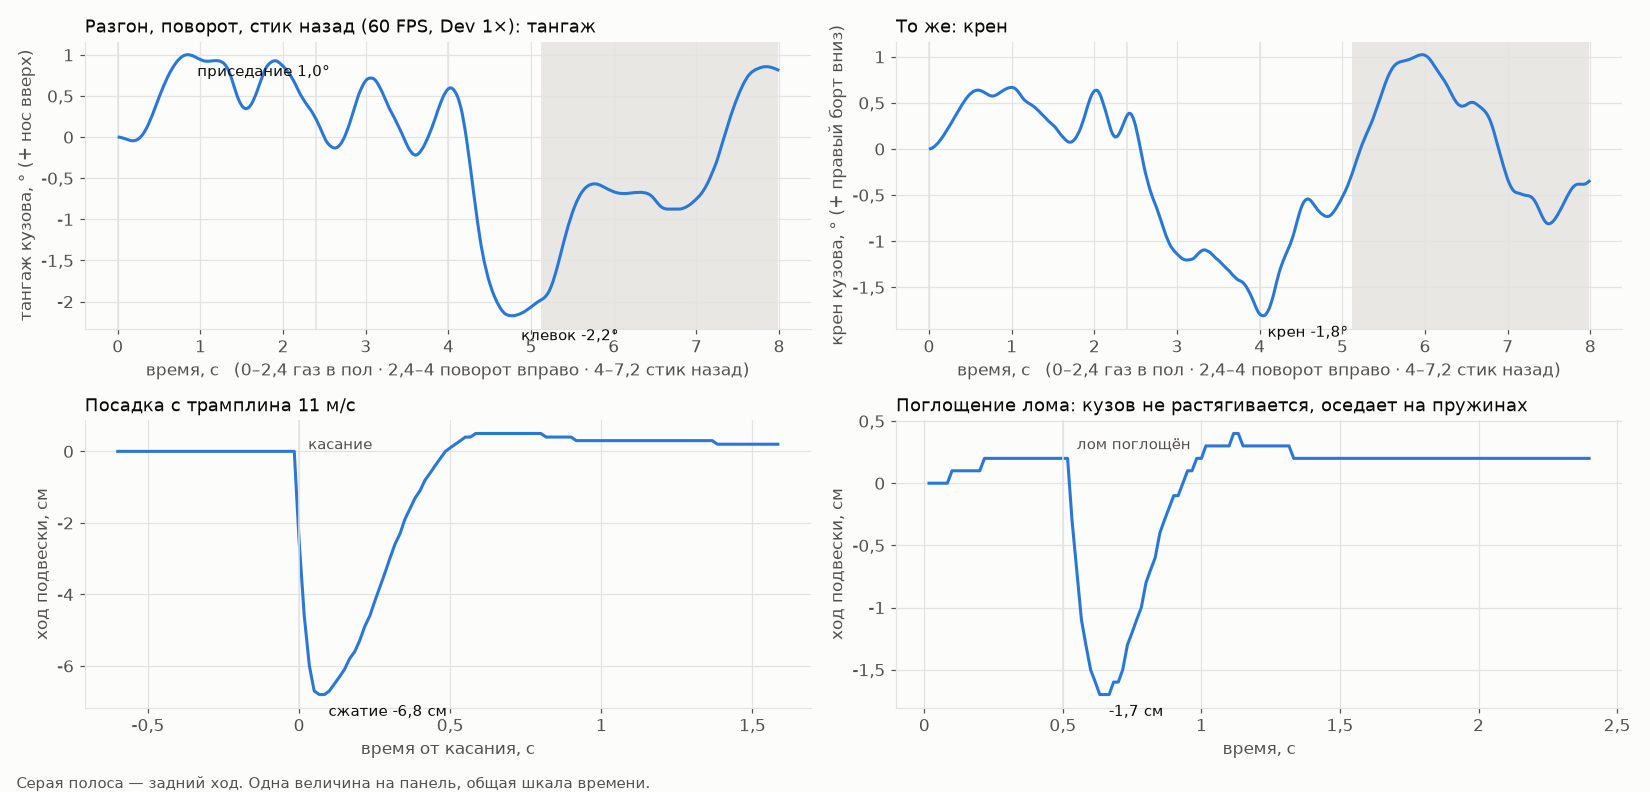 Разгон, поворот, стик назад (60 FPS, Dev 1×): тангаж
тангаж кузова, ° (+ нос вверх)
1
0,5
0
-0,5
-1
-1,5
-2
приседание 1,0°
клевок -2,2°
0 1 2 3 4 5 6 7 8
время, с (0–2,4 газ в пол · 2,4–4 поворот вправо · 4–7,2 стик назад)
То же: крен
крен кузова, ° (+ правый борт вниз)
1
0,5
0
-0,5
-1
-1,5
крен -1,8°
0 1 2 3 4 5 6 7 8
время, с (0–2,4 газ в пол · 2,4–4 поворот вправо · 4–7,2 стик назад)
Посадка с трамплина 11 м/с
ход подвески, см
0
-2
-4
-6
касание
сжатие -6,8 см
-0,5 0 0,5 1 1,5
время от касания, с
Поглощение лома: кузов не растягивается, оседает на пружинах
ход подвески, см
0,5
0
-0,5
-1
-1,5
лом поглощён
-1,7 см
0 0,5 1 1,5 2 2,5
время, с
Серая полоса — задний ход. Одна величина на панель, общая шкала времени.